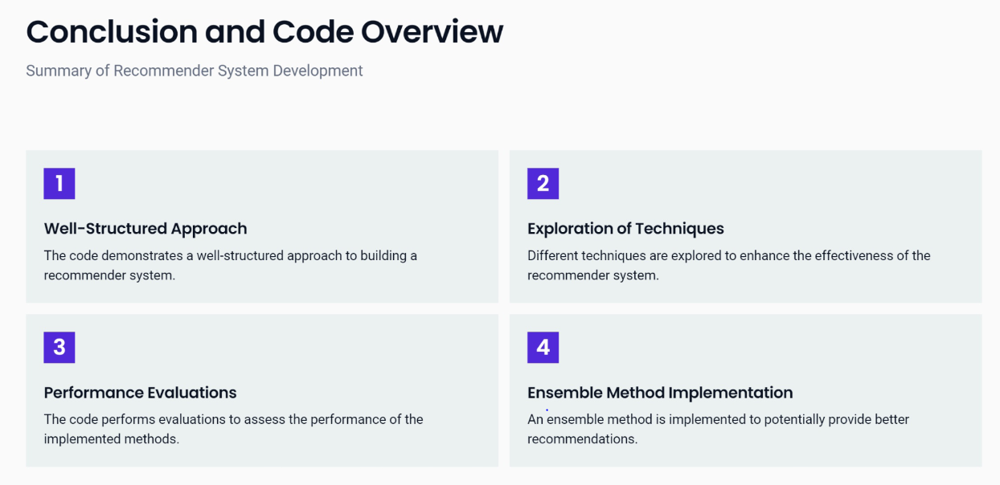 Conclusion and Code Overview
Summary of Recommender System Development
1
Well-Structured Approach
The code demonstrates a well-structured approach to building a
recommender system.
2
Exploration of Techniques
Different techniques are explored to enhance the effectiveness of the
recommender system.
3
Performance Evaluations
The code performs evaluations to assess the performance of the
implemented methods.
4
Ensemble Method Implementation
An ensemble method is implemented to potentially provide better
recommendations.